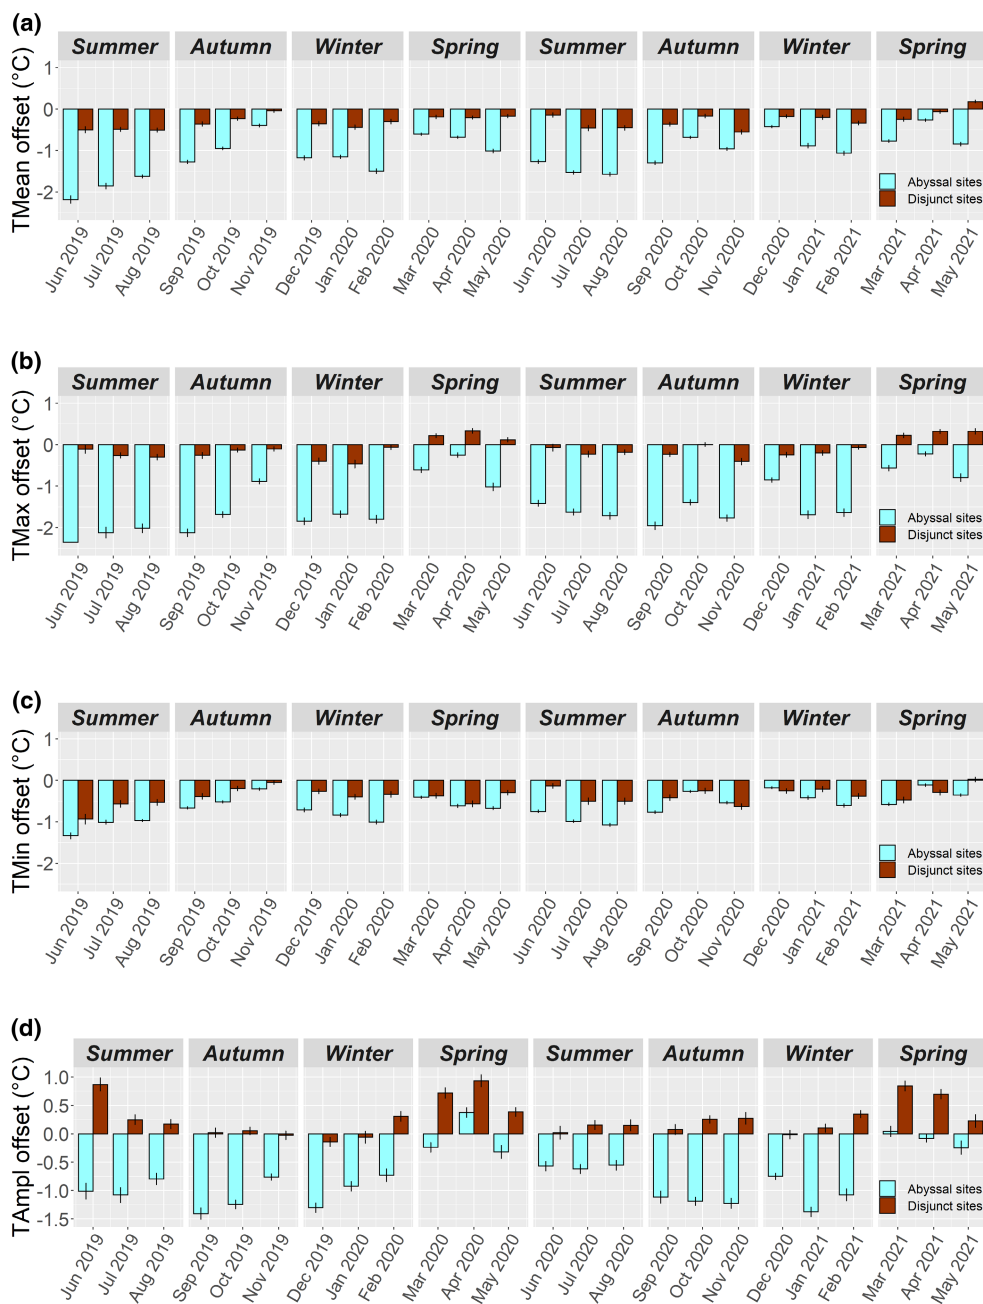 (a)
Summer Autumn Winter Spring Summer Autumn Winter Spring
TMean offset (°C)
1
0
-1
-2
Abyssal sites
Disjunct sites
Jun 2019 Jul 2019 Aug 2019 Sep 2019 Oct 2019 Nov 2019 Dec 2019 Jan 2020 Feb 2020 Mar 2020 Apr 2020 May 2020 Jun 2020 Jul 2020 Aug 2020 Sep 2020 Oct 2020 Nov 2020 Dec 2020 Jan 2021 Feb 2021 Mar 2021 Apr 2021 May 2021
(b)
Summer Autumn Winter Spring Summer Autumn Winter Spring
TMax offset (°C)
1
0
-1
-2
Abyssal sites
Disjunct sites
Jun 2019 Jul 2019 Aug 2019 Sep 2019 Oct 2019 Nov 2019 Dec 2019 Jan 2020 Feb 2020 Mar 2020 Apr 2020 May 2020 Jun 2020 Jul 2020 Aug 2020 Sep 2020 Oct 2020 Nov 2020 Dec 2020 Jan 2021 Feb 2021 Mar 2021 Apr 2021 May 2021
(c)
Summer Autumn Winter Spring Summer Autumn Winter Spring
TMin offset (°C)
1
0
-1
-2
Abyssal sites
Disjunct sites
Jun 2019 Jul 2019 Aug 2019 Sep 2019 Oct 2019 Nov 2019 Dec 2019 Jan 2020 Feb 2020 Mar 2020 Apr 2020 May 2020 Jun 2020 Jul 2020 Aug 2020 Sep 2020 Oct 2020 Nov 2020 Dec 2020 Jan 2021 Feb 2021 Mar 2021 Apr 2021 May 2021
(d)
Summer Autumn Winter Spring Summer Autumn Winter Spring
TAmpl offset (°C)
1.0
0.5
0.0
-0.5
-1.0
-1.5
Abyssal sites
Disjunct sites
Jun 2019 Jul 2019 Aug 2019 Sep 2019 Oct 2019 Nov 2019 Dec 2019 Jan 2020 Feb 2020 Mar 2020 Apr 2020 May 2020 Jun 2020 Jul 2020 Aug 2020 Sep 2020 Oct 2020 Nov 2020 Dec 2020 Jan 2021 Feb 2021 Mar 2021 Apr 2021 May 2021